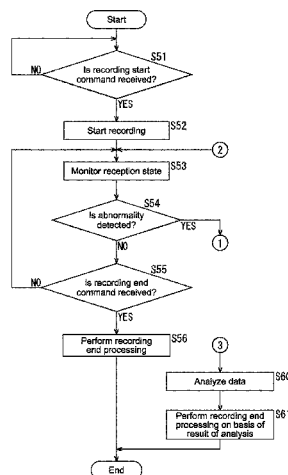 Start
S51
Is recording start
command received?
NO
YES
Start recording
S52
2
Monitor reception state
S53
S54
Is abnormality
detected?
YES
NO
1
S55
Is recording end
command received?
NO
YES
Perform recording
end processing
S56
3
Analyze data
S60
Perform recording end
processing on basis of
result of analysis
S61
End